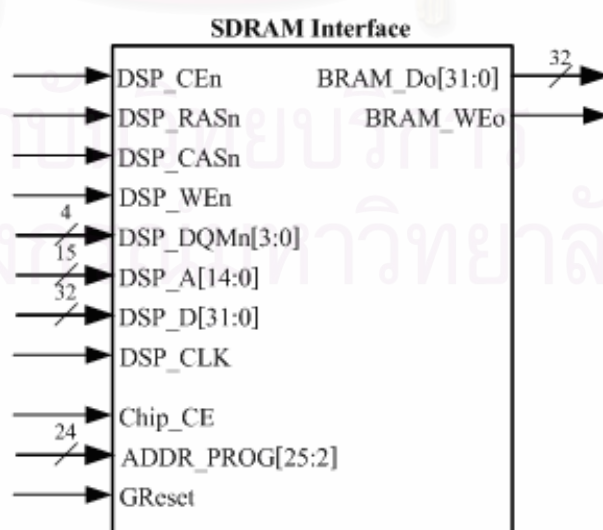 SDRAM Interface
DSP_CEn
BRAM_Do[31:0]
32
DSP_RASn
BRAM_WEo
DSP_CASn
DSP_WEn
4
DSP_DQMn[3:0]
15
DSP_A[14:0]
32
DSP_D[31:0]
DSP_CLK
Chip_CE
24
ADDR_PROG[25:2]
GReset